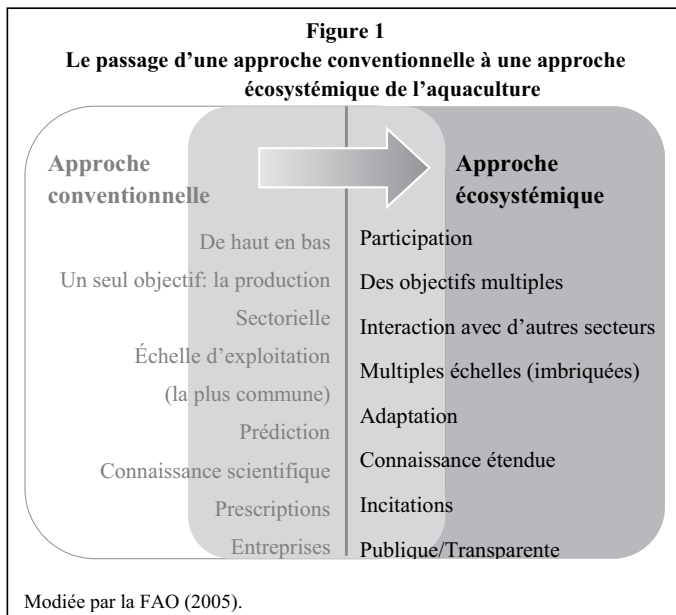 Figure 1
Le passage d’une approche conventionnelle à une approche
écosystémique de l’aquaculture
Approche
conventionnelle
De haut en bas
Un seul objectif: la production
Sectorielle
Échelle d’exploitation
(la plus commune)
Prédiction
Connaissance scientifique
Prescriptions
Entreprises
Approche
écosystémique
Participation
Des objectifs multiples
Interaction avec d’autres secteurs
Multiples échelles (imbriquées)
Adaptation
Connaissance étendue
Incitations
Publique/Transparente
Modiée par la FAO (2005).